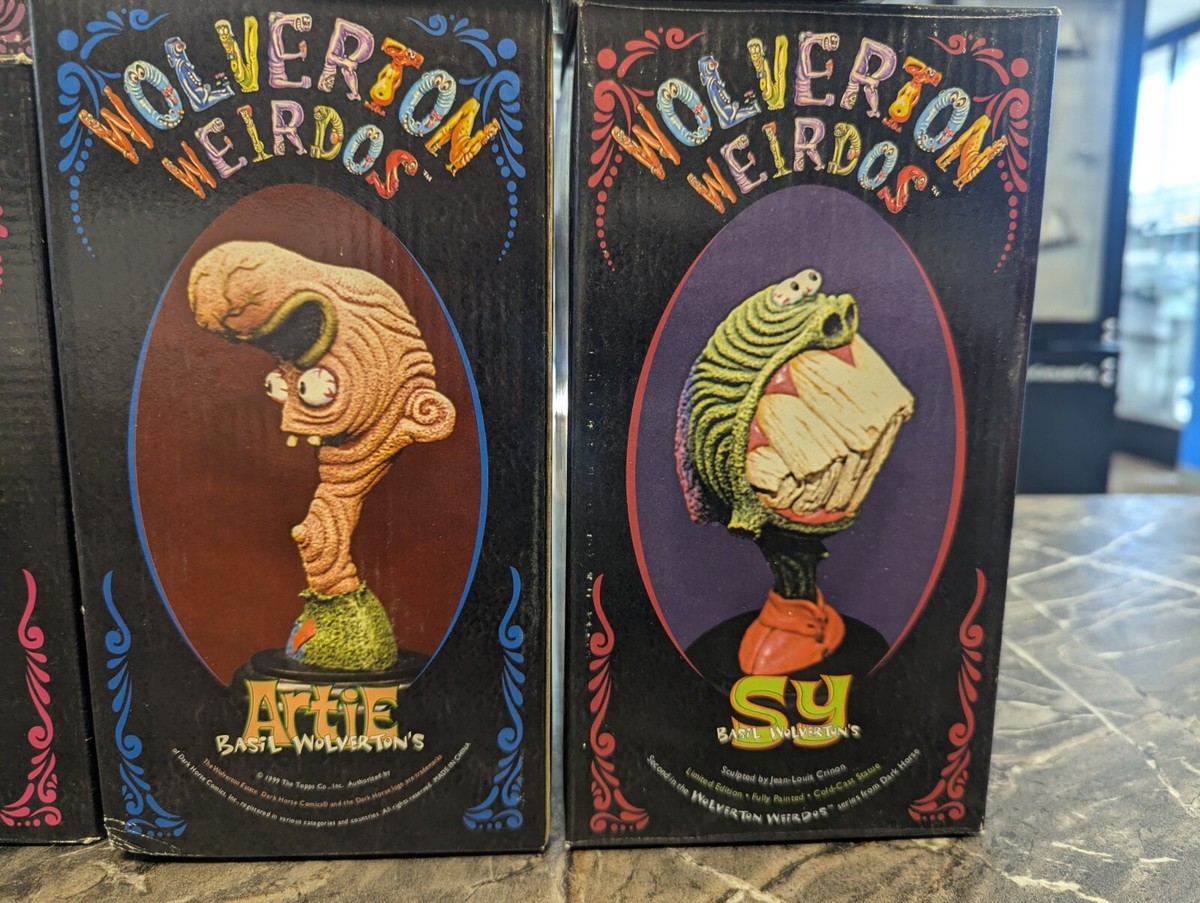 WOLVERTON
WEIRDOS™
Artie
BASIL WOLVERTON'S
© 1999 The Topps Co., Inc. Authorized by
The Wolverton Estate. Dark Horse Comics® and the Dark Horse logo are trademarks
of Dark Horse Comics, Inc. registered in various categories and countries. All rights reserved. MADE IN CHINA
WOLVERTON
WEIRDOS™
Sy
BASIL WOLVERTON'S
Sculpted by Jean-Louis Crinon
Limited Edition • Fully Painted • Cold-Cast Statue
Second in the WOLVERTON WEIRDOS™ series from Dark Horse